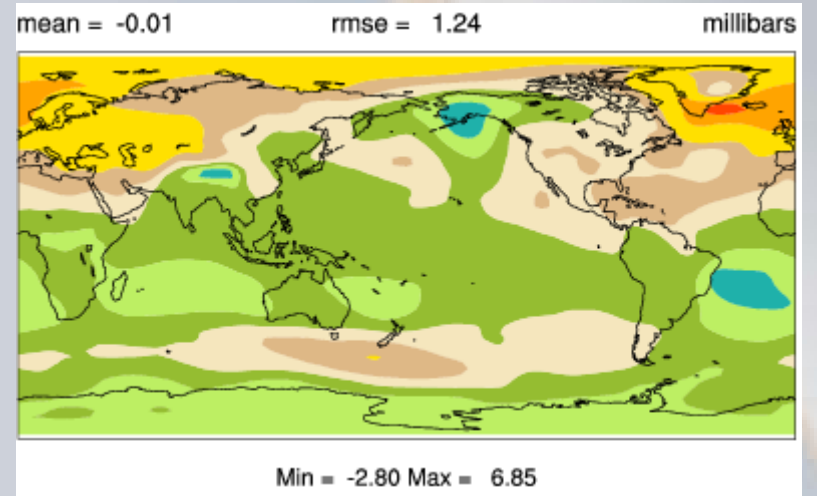 mean = -0.01 rmse = 1.24 millibars
Min = -2.80 Max = 6.85